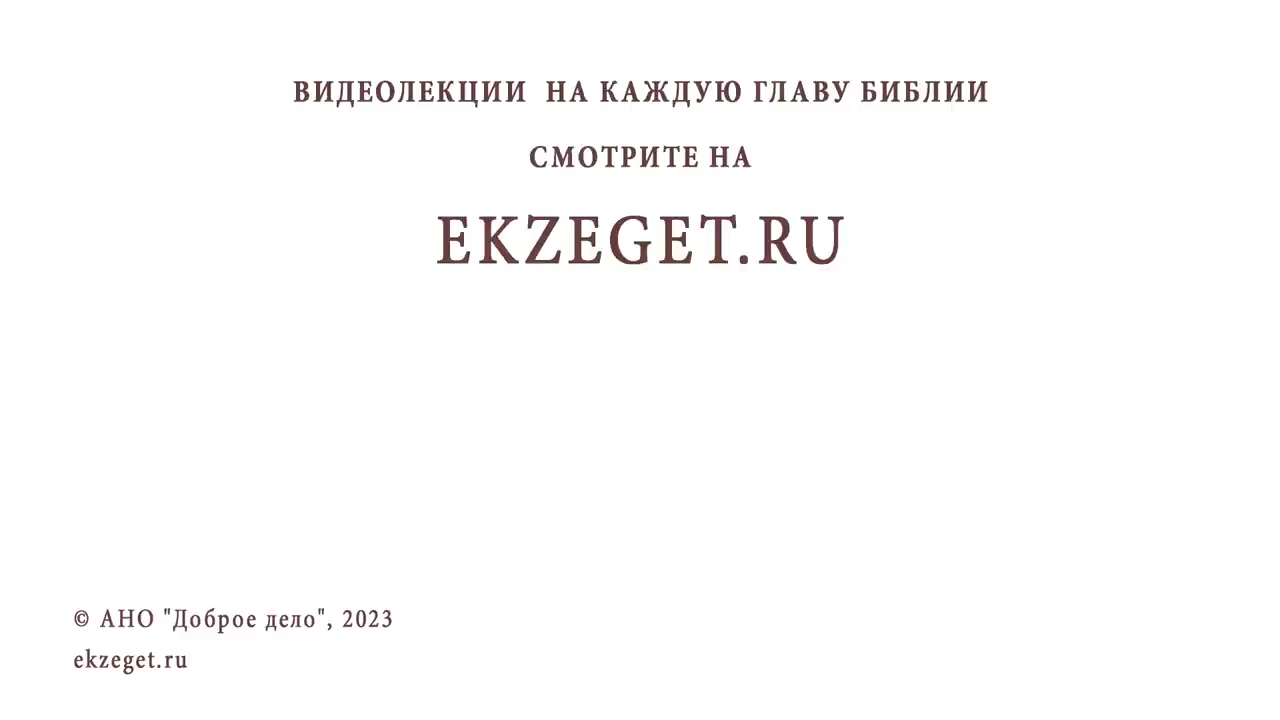 ВИДЕОЛЕКЦИИ НА КАЖДУЮ ГЛАВУ БИБЛИИ
СМОТРИТЕ НА
EKZEGET.RU
© АНО "Доброе дело", 2023
ekzeget.ru